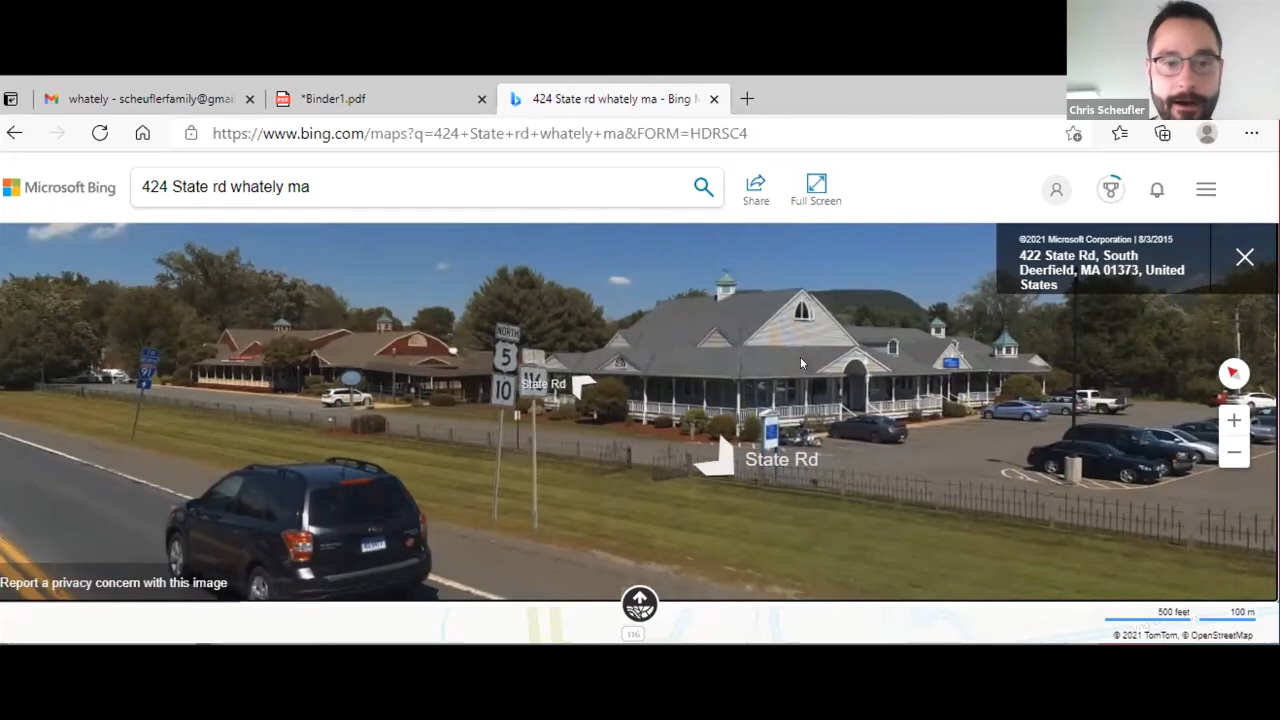 Chris Scheufler
whately - scheuflerfamily@gmai
*Binder1.pdf
424 State rd whately ma - Bing M
https://www.bing.com/maps?q=424+State+rd+whately+ma&FORM=HDRSC4
Microsoft Bing
424 State rd whately ma
Share
Full Screen
©2021 Microsoft Corporation | 8/3/2015
422 State Rd, South
Deerfield, MA 01373, United
States
NORTH
5
10
TO
91
State Rd
State Rd
Report a privacy concern with this image
116
500 feet
100 m
© 2021 TomTom, © OpenStreetMap